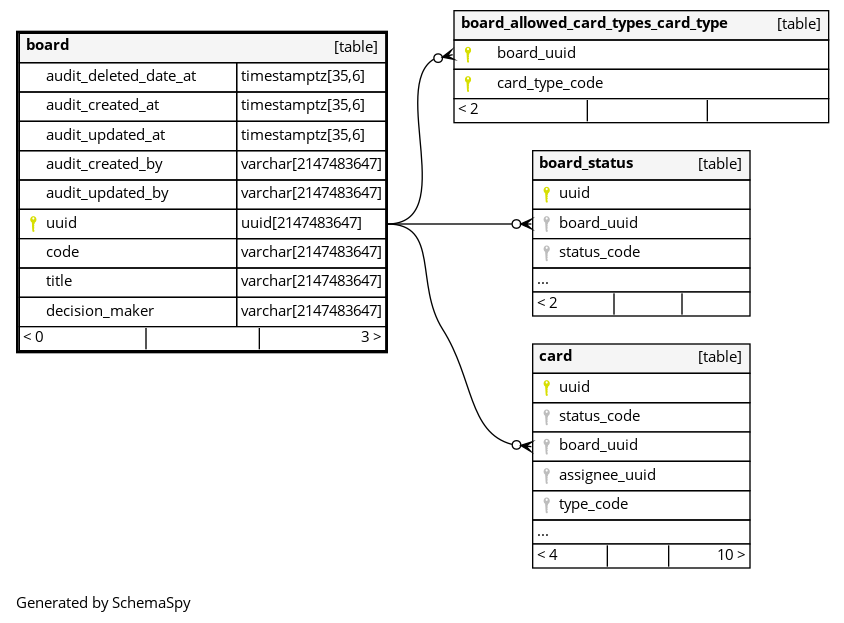 board [table]
audit_deleted_date_at timestamptz[35,6]
audit_created_at timestamptz[35,6]
audit_updated_at timestamptz[35,6]
audit_created_by varchar[2147483647]
audit_updated_by varchar[2147483647]
uuid uuid[2147483647]
code varchar[2147483647]
title varchar[2147483647]
decision_maker varchar[2147483647]
< 0 3 >
board_allowed_card_types_card_type [table]
board_uuid
card_type_code
< 2
board_status [table]
uuid
board_uuid
status_code
...
< 2
card [table]
uuid
status_code
board_uuid
assignee_uuid
type_code
...
< 4 10 >
Generated by SchemaSpy